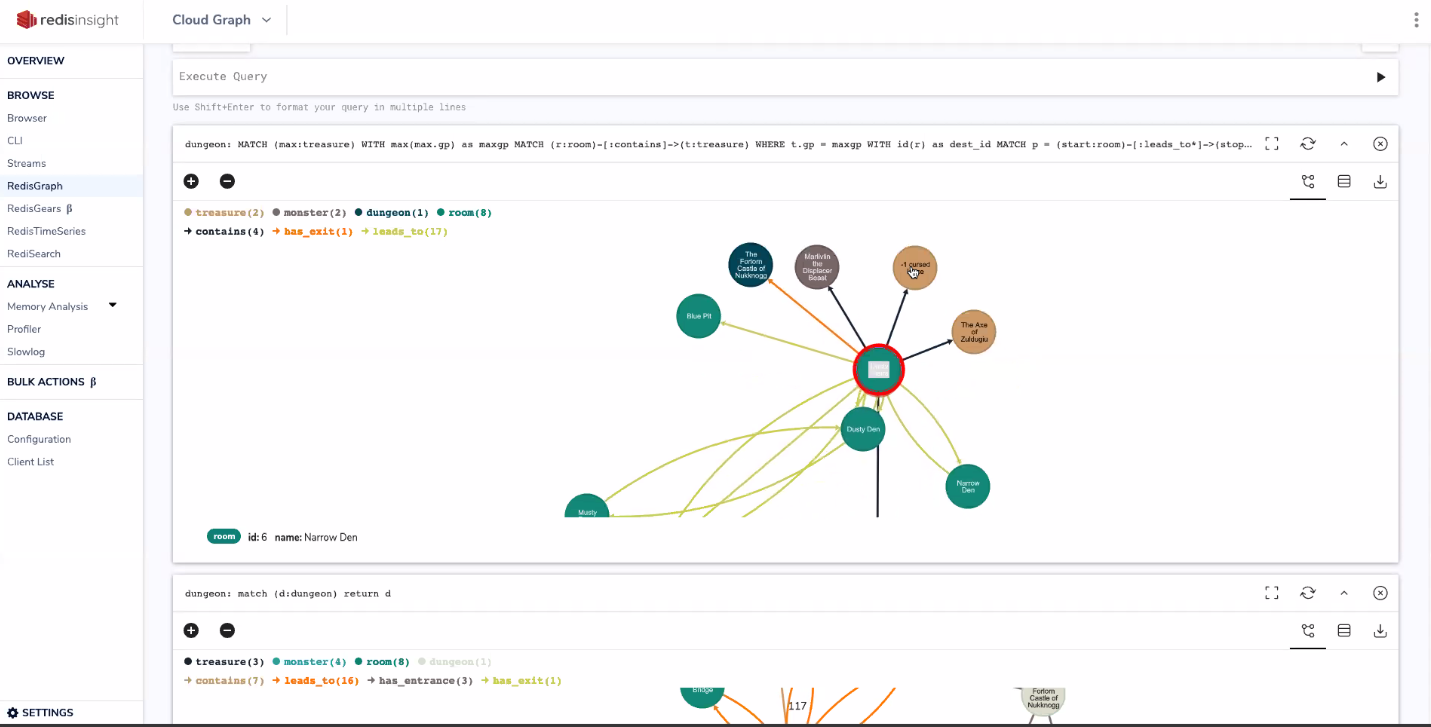 redisinsight
Cloud Graph
OVERVIEW
BROWSE
Browser
CLI
Streams
RedisGraph
RedisGears β
RedisTimeSeries
RediSearch
ANALYSE
Memory Analysis
Profiler
Slowlog
BULK ACTIONS β
DATABASE
Configuration
Client List
SETTINGS
Execute Query
Use Shift+Enter to format your query in multiple lines
dungeon: MATCH (max:treasure) WITH max(max.gp) as maxgp MATCH (r:room)-[:contains]->(t:treasure) WHERE t.gp = maxgp WITH id(r) as dest_id MATCH p = (start:room)-[:leads_to*]->(stop...
treasure(2) monster(2) dungeon(1) room(8)
contains(4) has_exit(1) leads_to(17)
The
Forlorn
Castle of
Nukknogg
the
Displacer
Beast
-1 cursed
Blue Pit
The Axe
of
Zuldugiu
Dusty Den
Narrow
Den
Musty
room id: 6 name: Narrow Den
dungeon: match (d:dungeon) return d
treasure(3) monster(4) room(8) dungeon(1)
contains(7) leads_to(16) has_entrance(3) has_exit(1)
Bridge
117
Forlorn
Castle of
Nukknogg